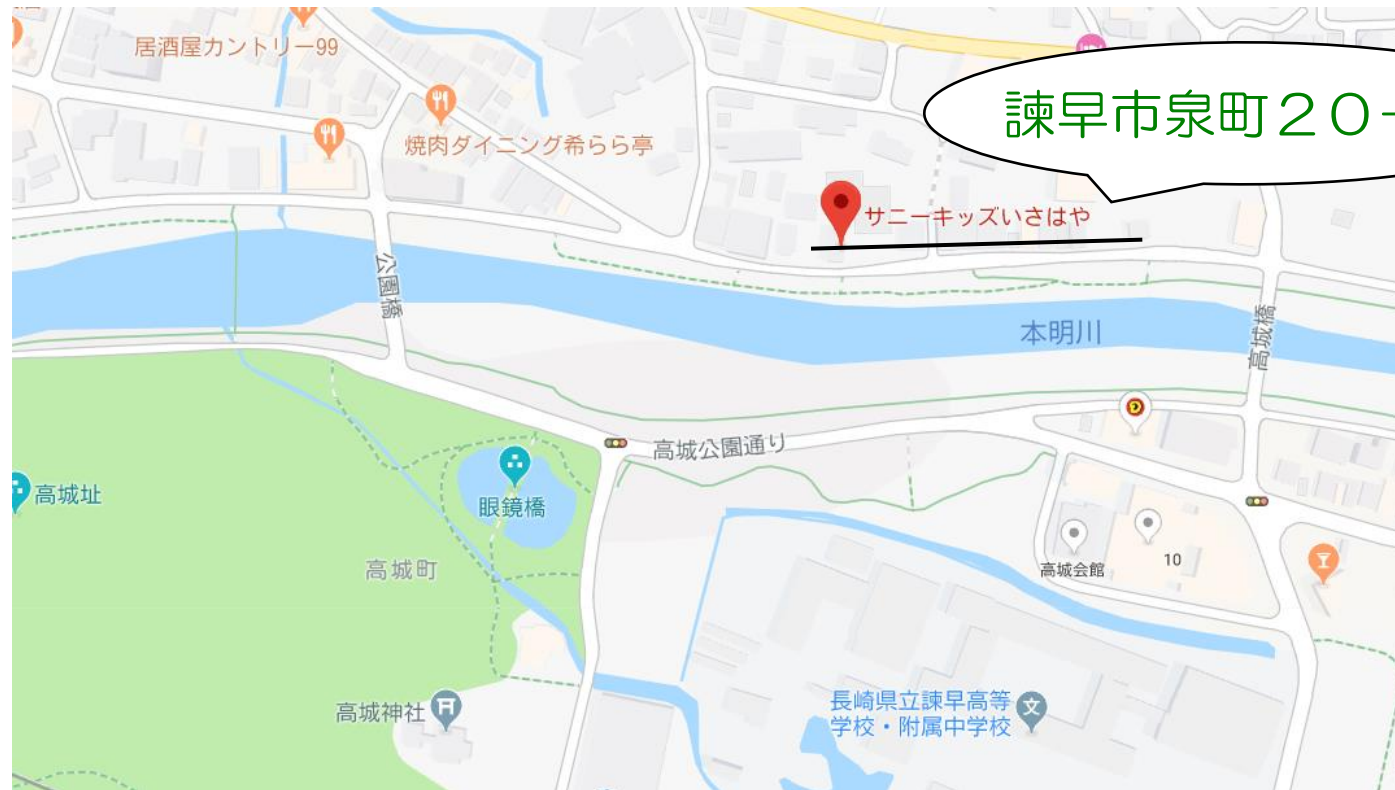 居酒屋カントリー99
焼肉ダイニング希らら亭
諫早市泉町20-
サニーキッズいさはや
公園橋
本明川
高城橋
高城公園通り
高城址
眼鏡橋
高城町
高城会館
10
高城神社
長崎県立諫早高等
学校・附属中学校
文